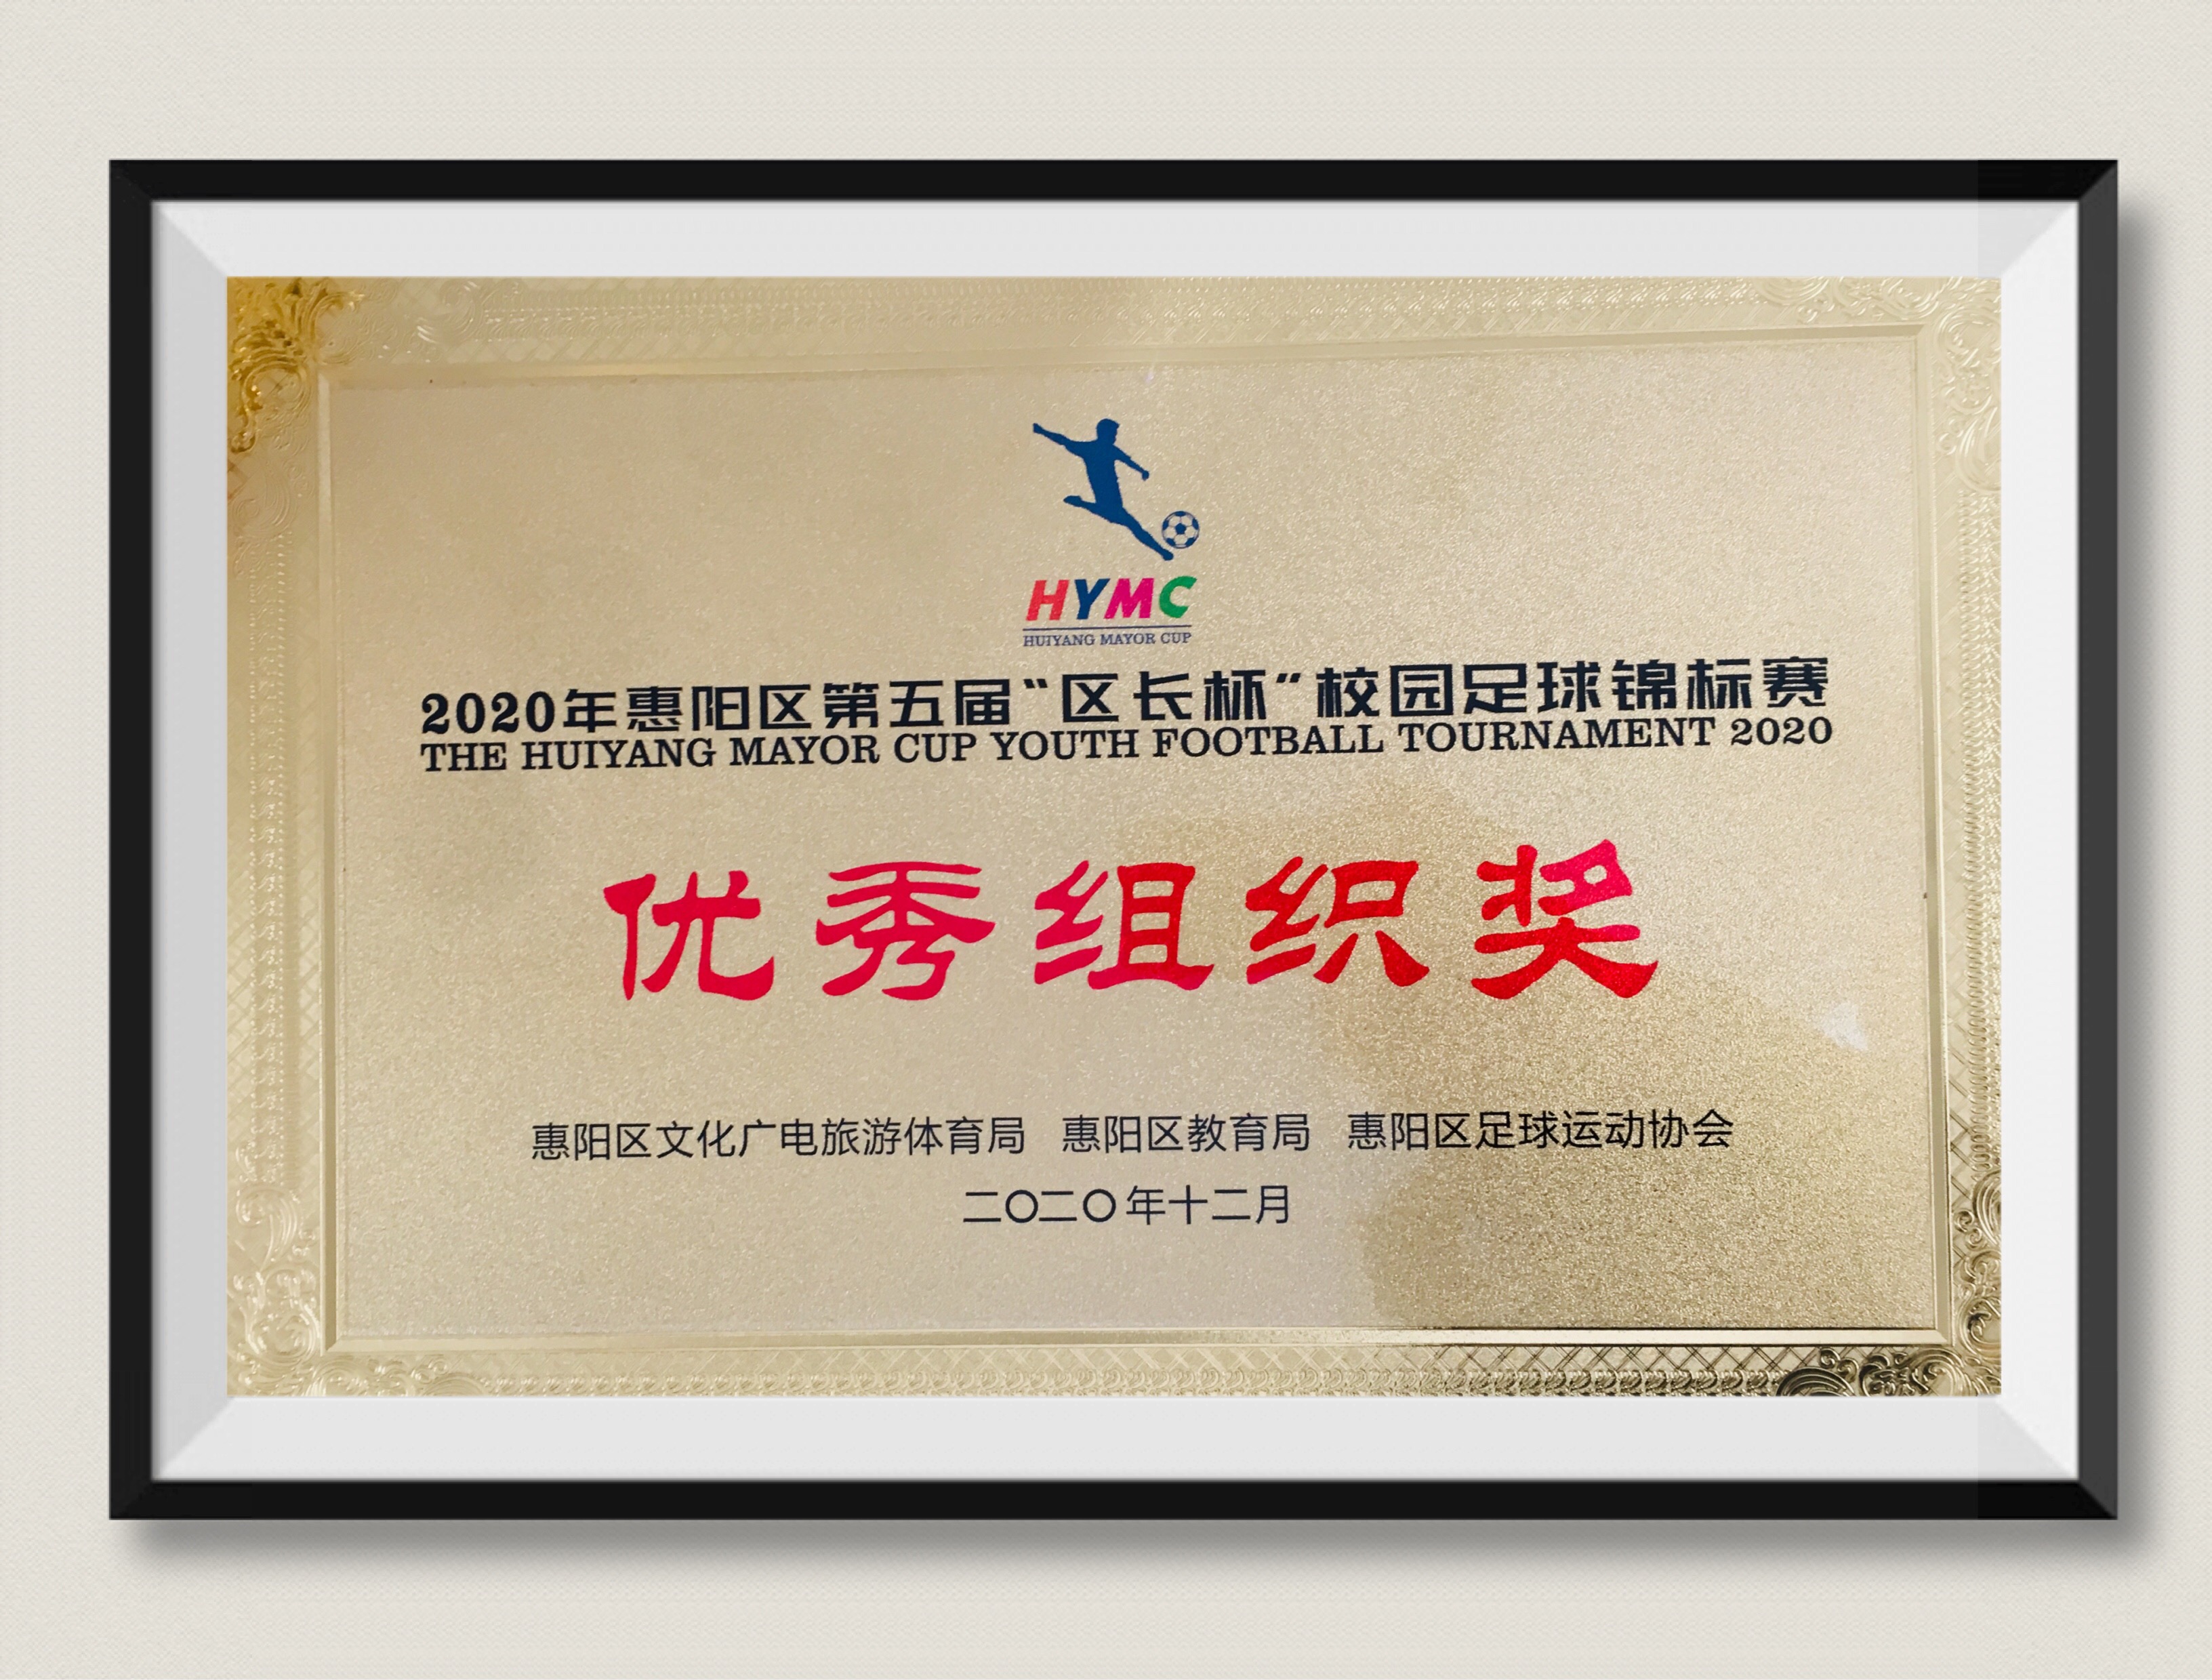 HYMC
HUIYANG MAYOR CUP
2020年惠阳区第五届“区长杯”校园足球锦标赛
THE HUIYANG MAYOR CUP YOUTH FOOTBALL TOURNAMENT 2020
优秀组织奖
惠阳区文化广电旅游体育局 惠阳区教育局 惠阳区足球运动协会
二〇二〇年十二月